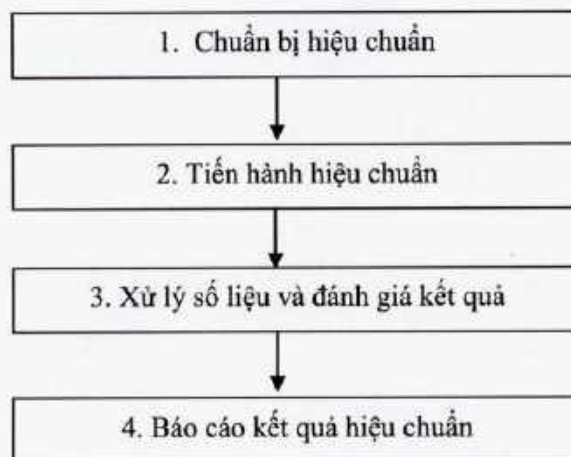 1. Chuẩn bị hiệu chuẩn
2. Tiến hành hiệu chuẩn
3. Xử lý số liệu và đánh giá kết quả
4. Báo cáo kết quả hiệu chuẩn